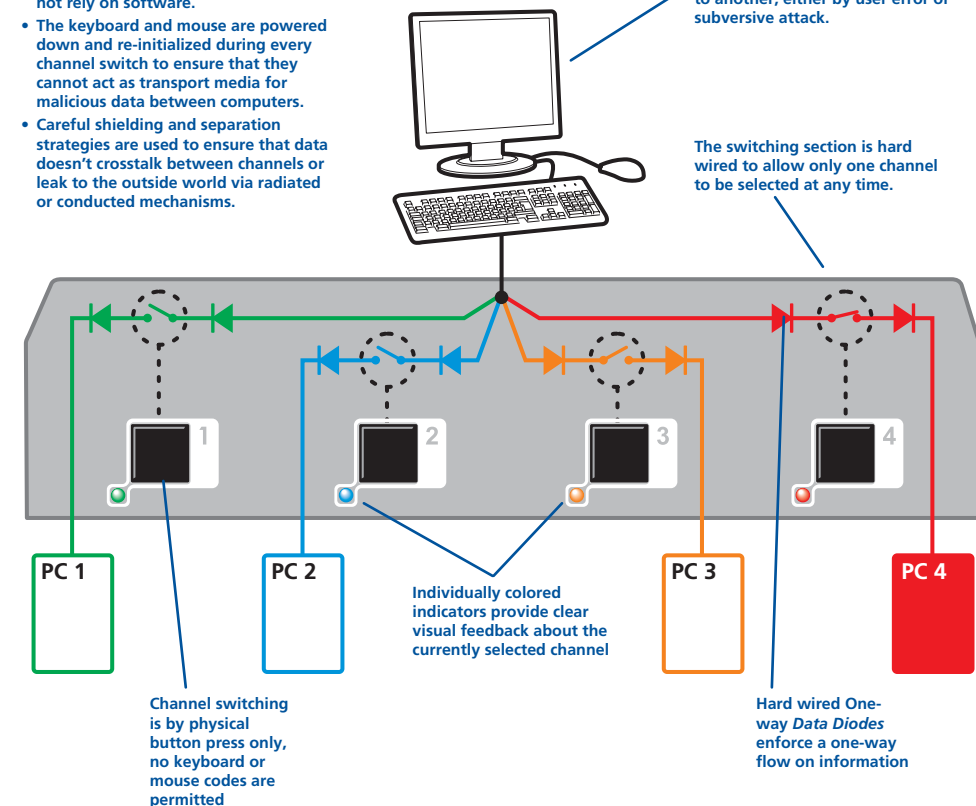 not rely on software.
• The keyboard and mouse are powered
down and re-initialized during every
channel switch to ensure that they
cannot act as transport media for
malicious data between computers.
• Careful shielding and separation
strategies are used to ensure that data
doesn't crosstalk between channels or
leak to the outside world via radiated
or conducted mechanisms.
to another, either by user error or
subversive attack.
The switching section is hard
wired to allow only one channel
to be selected at any time.
1
2
3
4
PC 1
PC 2
PC 3
PC 4
Individually colored
indicators provide clear
visual feedback about the
currently selected channel
Channel switching
is by physical
button press only,
no keyboard or
mouse codes are
permitted
Hard wired One-
way Data Diodes
enforce a one-way
flow on information